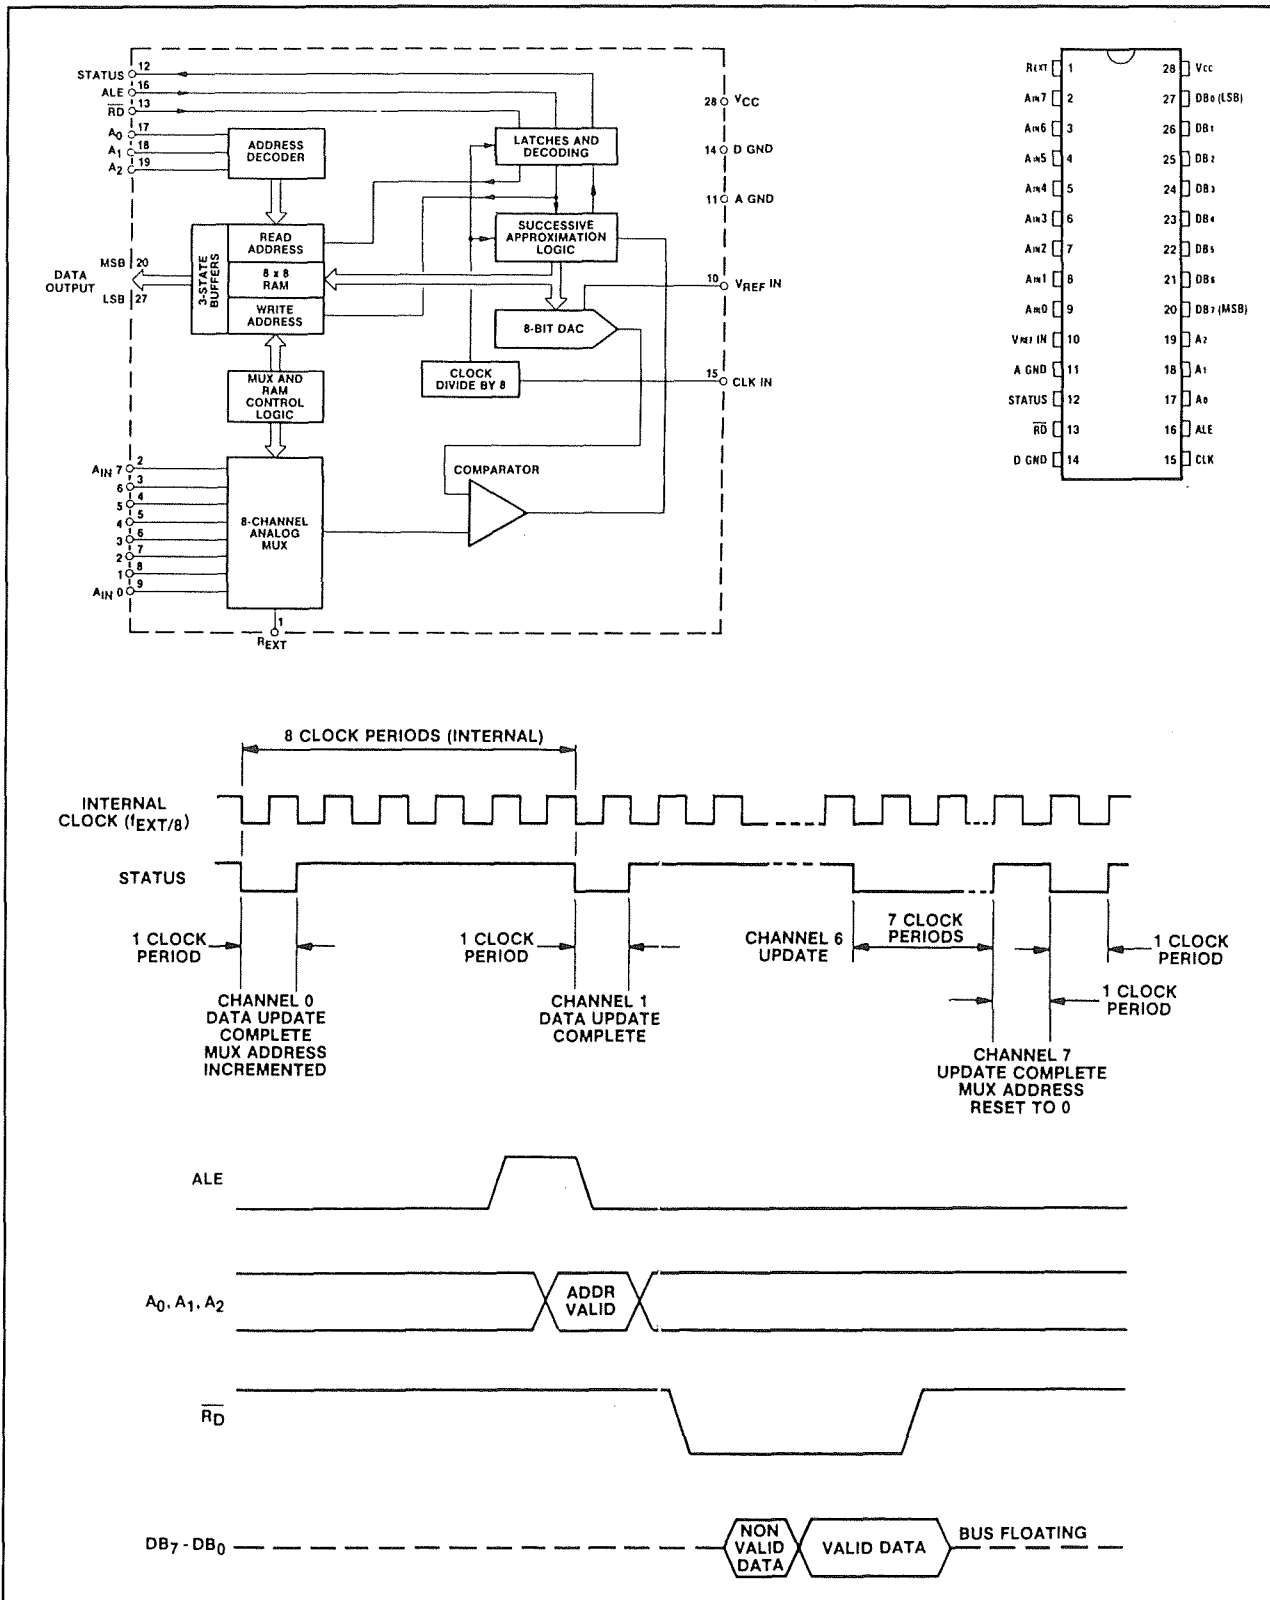 STATUS 12
ALE 16
RD 13
A0 17
A1 18
A2 19
ADDRESS
DECODER
LATCHES AND
DECODING
28 VCC
14 D GND
11 A GND
READ
ADDRESS
SUCCESSIVE
APPROXIMATION
LOGIC
3-STATE
BUFFERS
MSB 20
DATA
OUTPUT
LSB 27
8 x 8
RAM
WRITE
ADDRESS
10 VREF IN
8-BIT DAC
MUX AND
RAM
CONTROL
LOGIC
CLOCK
DIVIDE BY 8
15 CLK IN
AIN 7 2
6 3
5 4
4 5
3 6
2 7
1 8
AIN 0 9
8-CHANNEL
ANALOG
MUX
COMPARATOR
1
REXT
REXT 1 28 VCC
AIN7 2 27 DB0 (LSB)
AIN6 3 26 DB1
AIN5 4 25 DB2
AIN4 5 24 DB3
AIN3 6 23 DB4
AIN2 7 22 DB5
AIN1 8 21 DB6
AIN0 9 20 DB7 (MSB)
VREF IN 10 19 A2
A GND 11 18 A1
STATUS 12 17 A0
RD 13 16 ALE
D GND 14 15 CLK
8 CLOCK PERIODS (INTERNAL)
INTERNAL
CLOCK (fEXT/8)
STATUS
1 CLOCK
PERIOD
1 CLOCK
PERIOD
CHANNEL 6
UPDATE
7 CLOCK
PERIODS
1 CLOCK
PERIOD
1 CLOCK
PERIOD
CHANNEL 0
DATA UPDATE
COMPLETE
MUX ADDRESS
INCREMENTED
CHANNEL 1
DATA UPDATE
COMPLETE
CHANNEL 7
UPDATE COMPLETE
MUX ADDRESS
RESET TO 0
ALE
A0, A1, A2
ADDR
VALID
RD
DB7 - DB0
NON
VALID
DATA
VALID DATA
BUS FLOATING